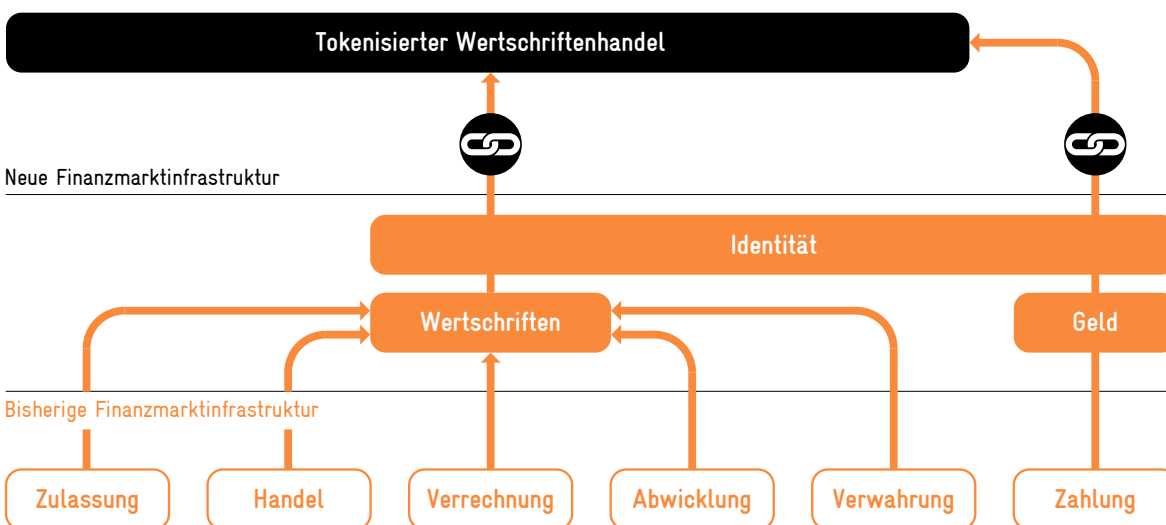 Tokenisierter Wertschriftenhandel
Neue Finanzmarktinfrastruktur
Identität
Wertschriften
Geld
Bisherige Finanzmarktinfrastruktur
Zulassung
Handel
Verrechnung
Abwicklung
Verwahrung
Zahlung